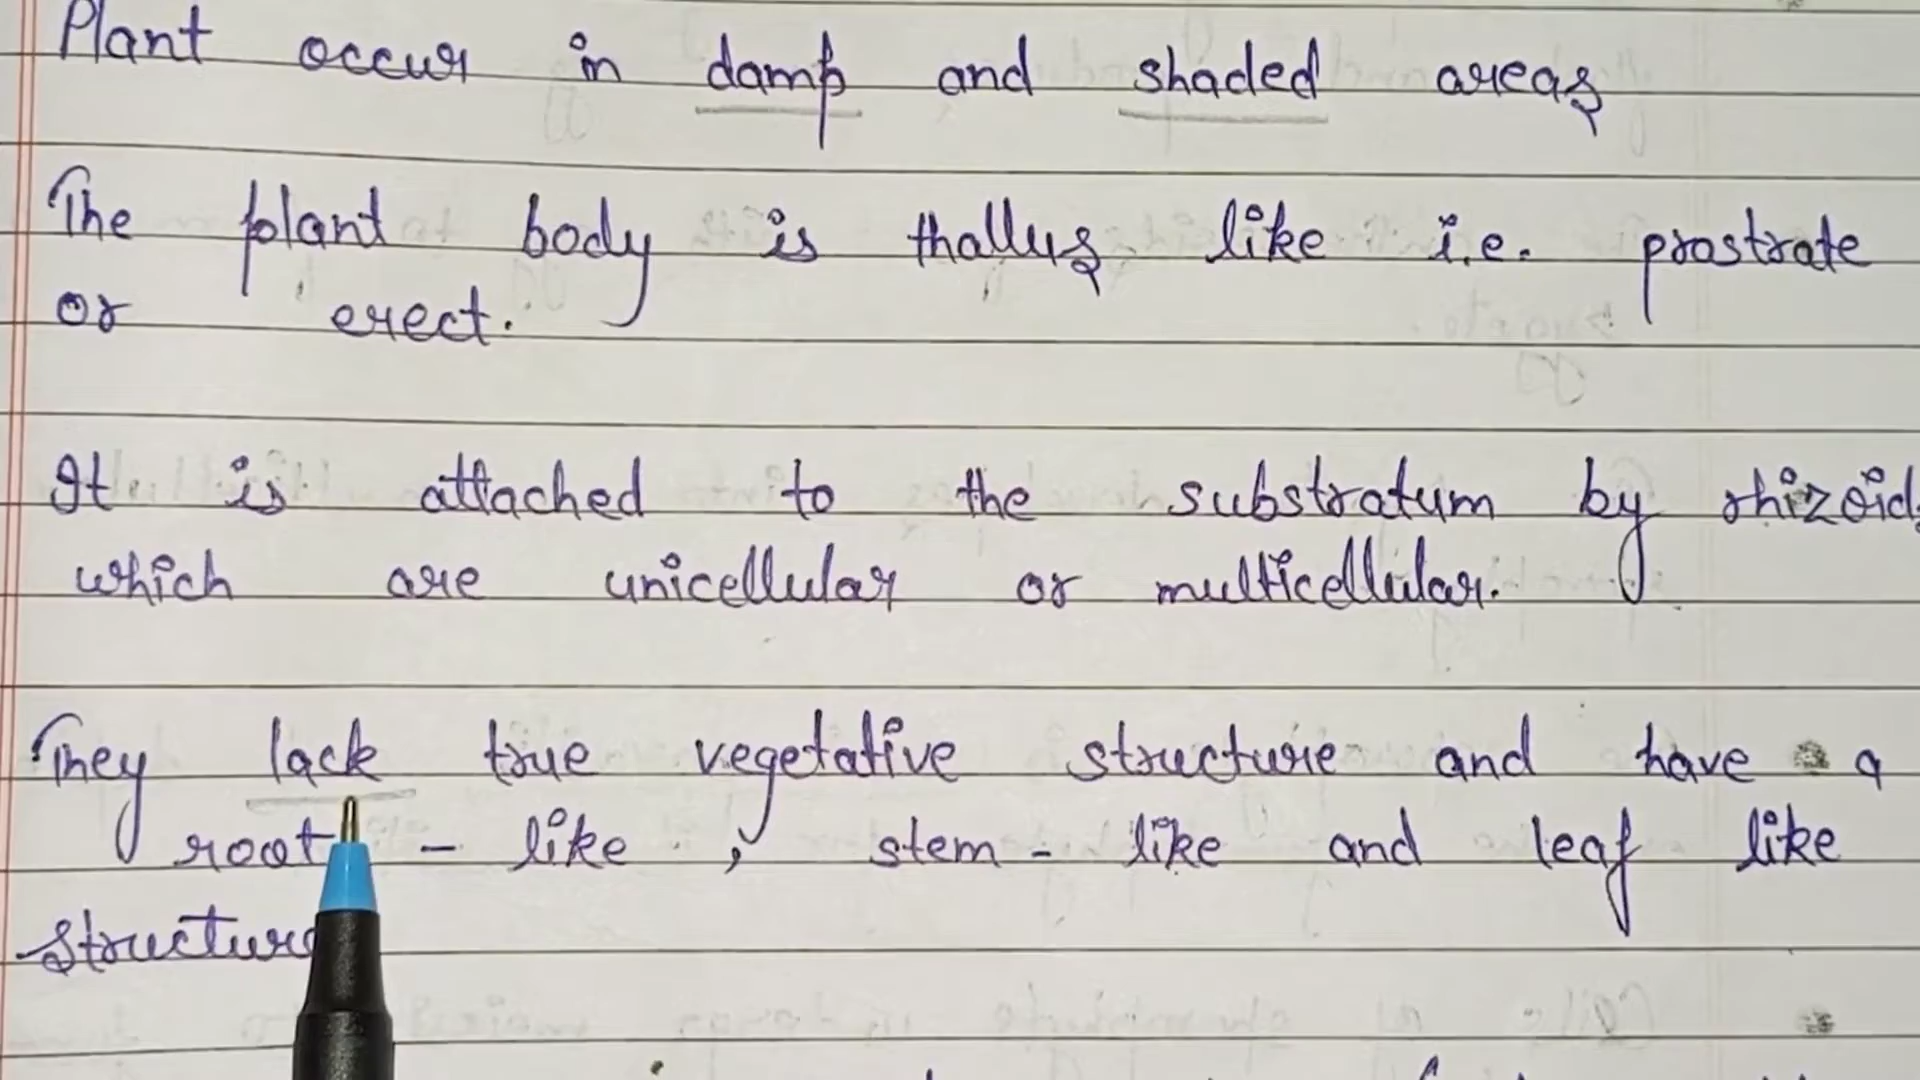 Plant occur in damp and shaded areas
The plant body is thallus like i.e. prostrate
or erect.
It is attached to the substratum by rhizoids
which are unicellular or multicellular.
They lack true vegetative structure and have a
root - like , stem - like and leaf like
structure